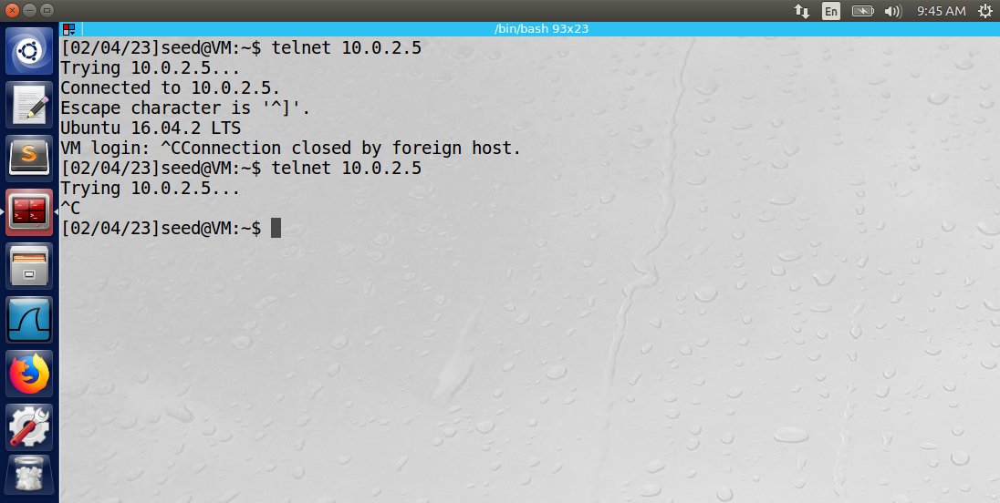 En
9:45 AM
/bin/bash 93x23
[02/04/23]seed@VM:~$ telnet 10.0.2.5
Trying 10.0.2.5...
Connected to 10.0.2.5.
Escape character is '^]'.
Ubuntu 16.04.2 LTS
VM login: ^CConnection closed by foreign host.
[02/04/23]seed@VM:~$ telnet 10.0.2.5
Trying 10.0.2.5...
^C
[02/04/23]seed@VM:~$